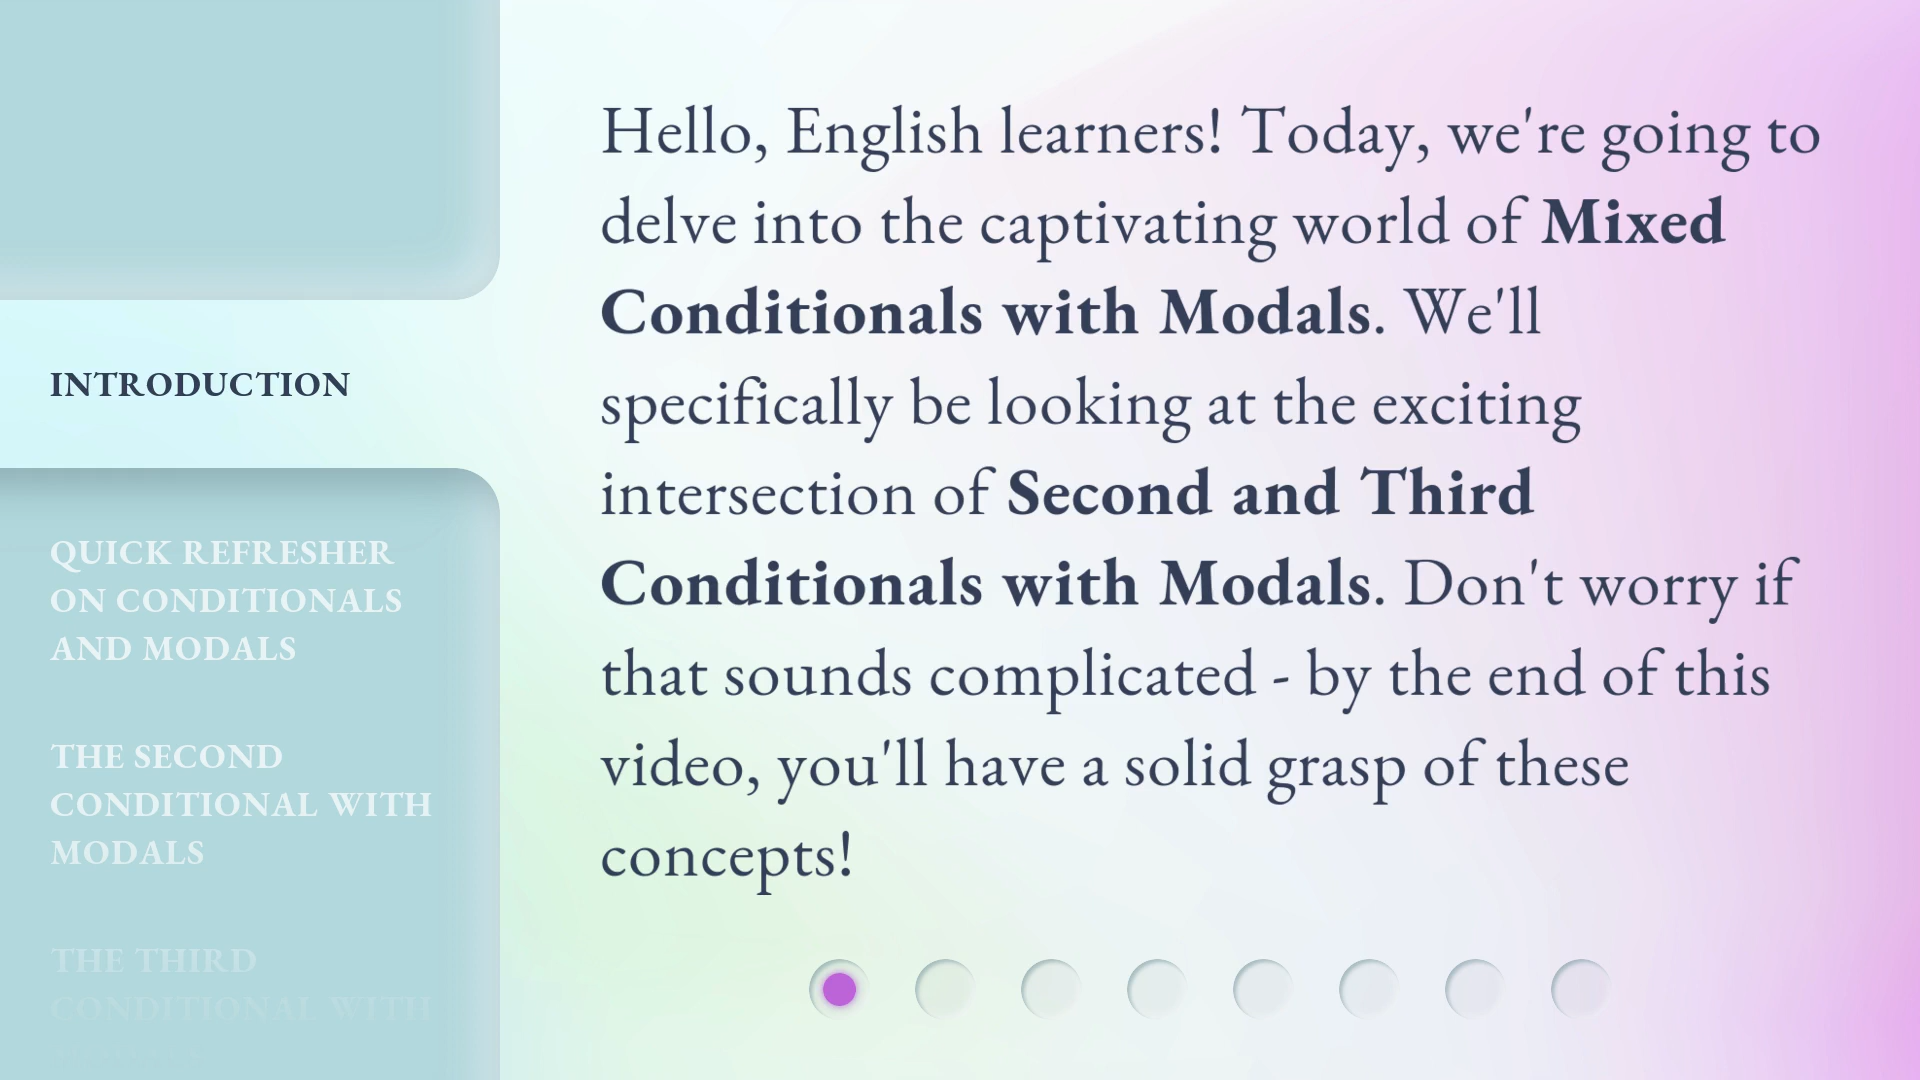 INTRODUCTION
QUICK REFRESHER
ON CONDITIONALS
AND MODALS
THE SECOND
CONDITIONAL WITH
MODALS
THE THIRD
CONDITIONAL WITH
Hello, English learners! Today, we're going to
delve into the captivating world of Mixed
Conditionals with Modals. We'll
specifically be looking at the exciting
intersection of Second and Third
Conditionals with Modals. Don't worry if
that sounds complicated - by the end of this
video, you'll have a solid grasp of these
concepts!